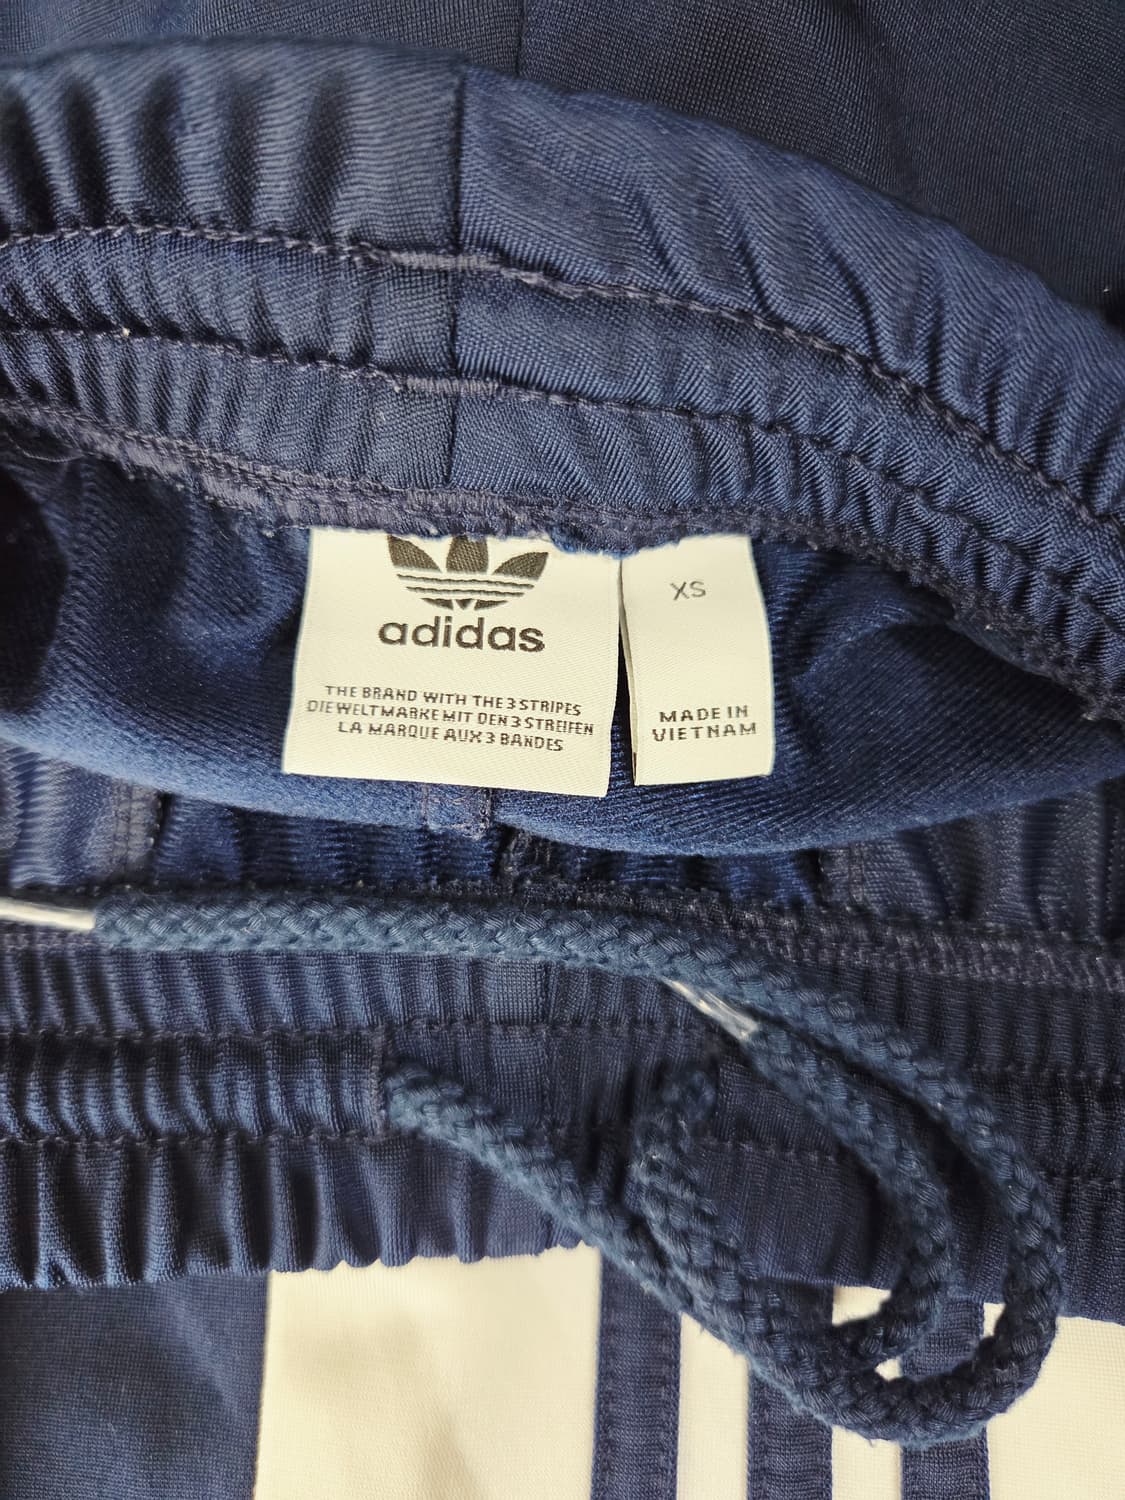 adidas
THE BRAND WITH THE 3 STRIPES
DIE WELTMARKE MIT DEN 3 STREIFEN
LA MARQUE AUX 3 BANDES
XS
MADE IN
VIETNAM